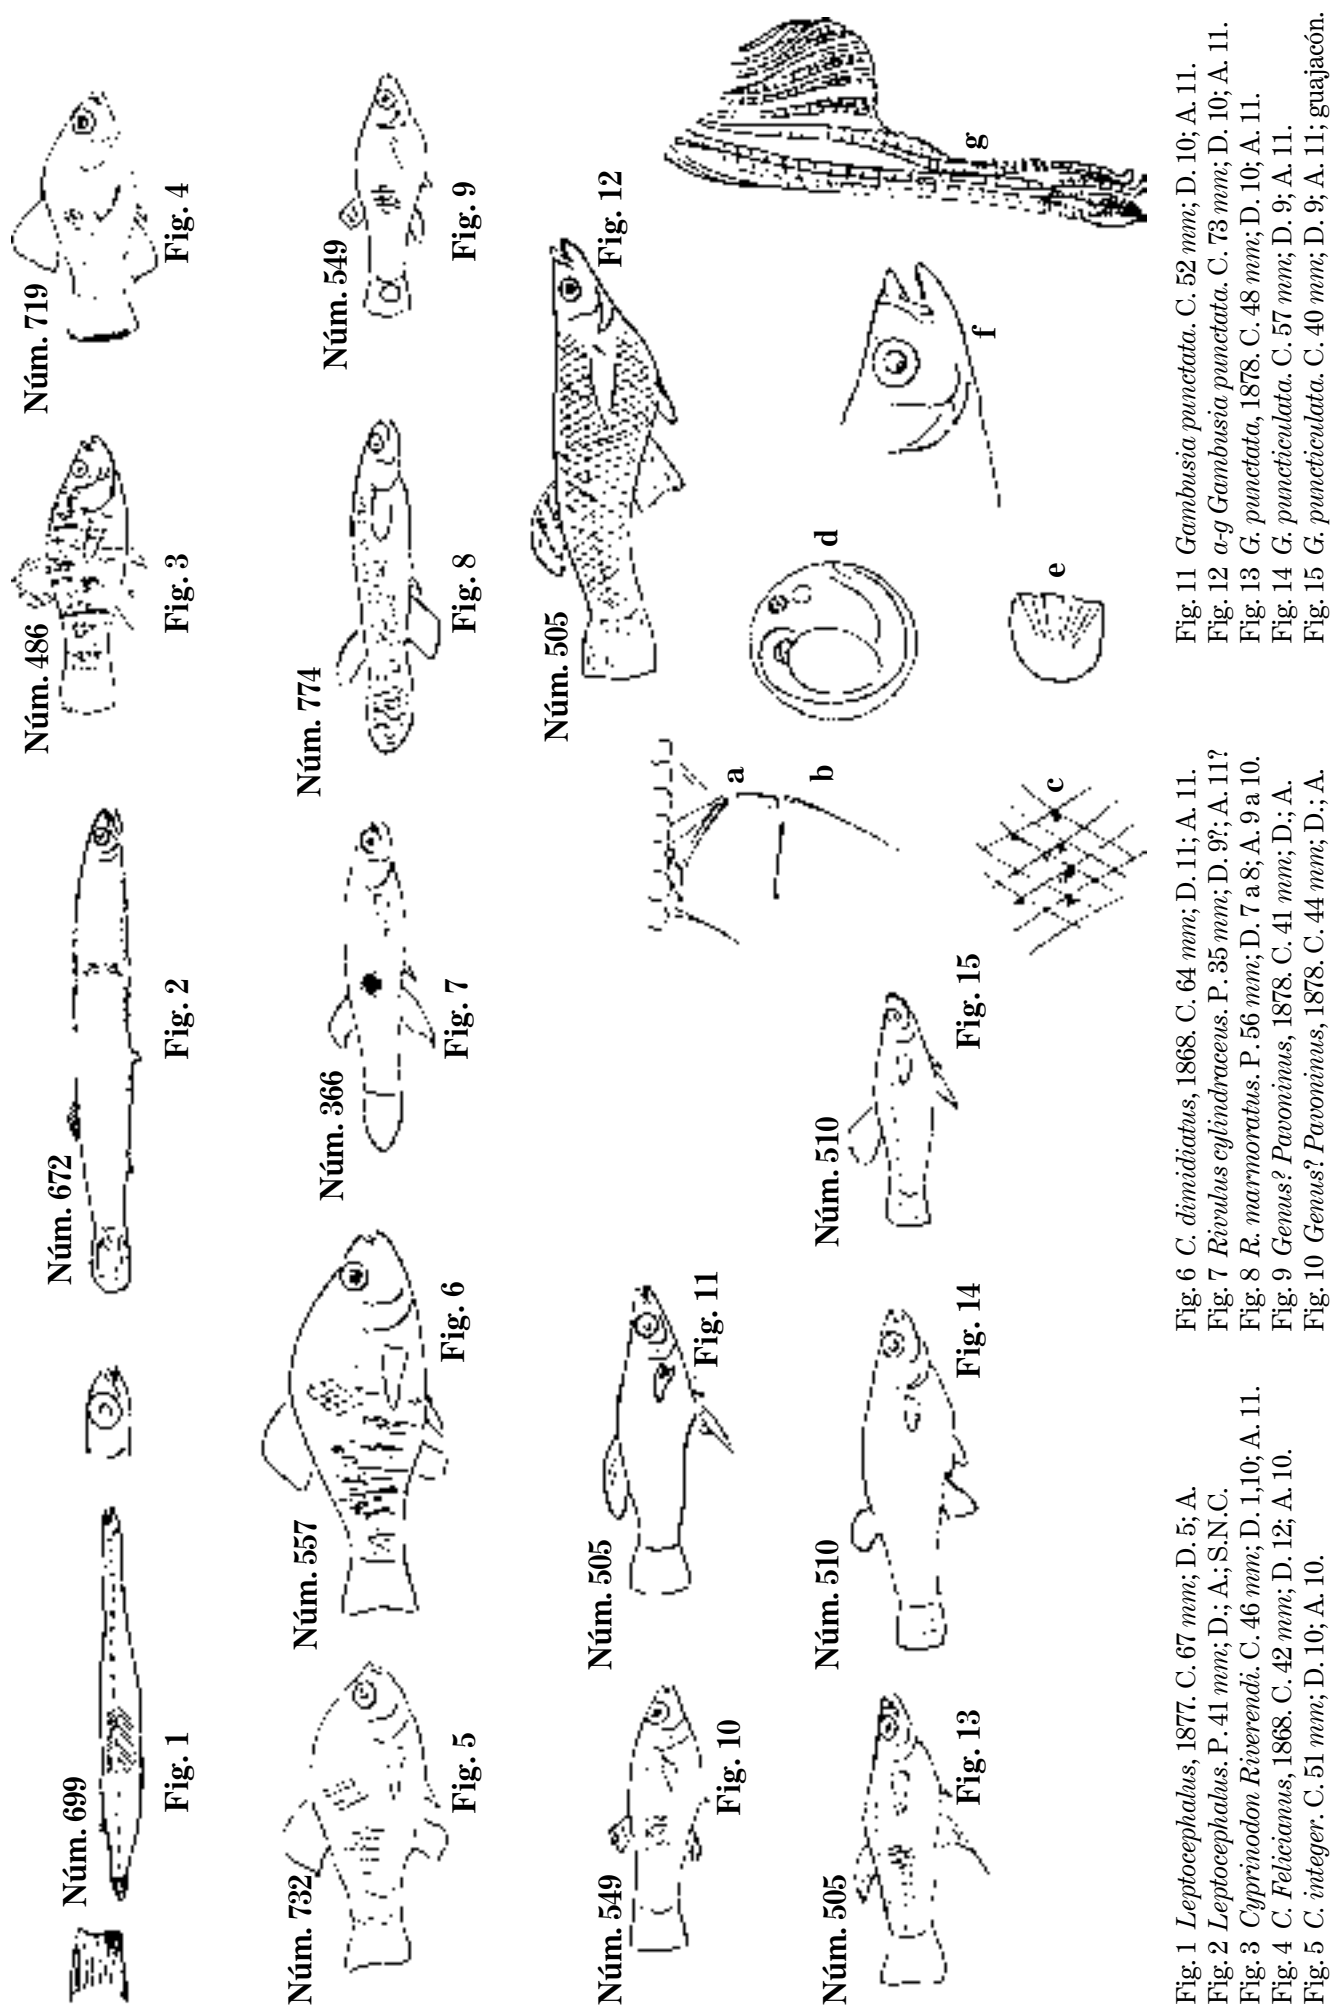 Núm. 699
Fig. 1
Núm. 672
Fig. 2
Núm. 486
Fig. 3
Núm. 719
Fig. 4
Núm. 732
Fig. 5
Núm. 557
Fig. 6
Núm. 366
Fig. 7
Núm. 774
Fig. 8
Núm. 549
Fig. 9
Núm. 549
Fig. 10
Núm. 505
Fig. 11
Núm. 505
Fig. 12
a
b
c
d
e
f
g
Núm. 505
Fig. 13
Núm. 510
Fig. 14
Núm. 510
Fig. 15
Fig. 1 Leptocephalus, 1877. C. 67 mm; D. 5; A.
Fig. 2 Leptocephalus. P. 41 mm; D.; A.; S.N.C.
Fig. 3 Cyprinodon Riverendi. C. 46 mm; D. 1,10; A. 11.
Fig. 4 C. Felicianus, 1868. C. 42 mm; D. 12; A. 10.
Fig. 5 C. integer. C. 51 mm; D. 10; A. 10.
Fig. 6 C. dimidiatus, 1868. C. 64 mm; D. 11; A. 11.
Fig. 7 Rivulus cylindraceus. P. 35 mm; D. 9?; A. 11?
Fig. 8 R. marmoratus. P. 56 mm; D. 7 a 8; A. 9 a 10.
Fig. 9 Genus? Pavoninus, 1878. C. 41 mm; D.; A.
Fig. 10 Genus? Pavoninus, 1878. C. 44 mm; D.; A.
Fig. 11 Gambusia punctata. C. 52 mm; D. 10; A. 11.
Fig. 12 a-g Gambusia punctata. C. 73 mm; D. 10; A. 11.
Fig. 13 G. punctata, 1878. C. 48 mm; D. 10; A. 11.
Fig. 14 G. puncticulata. C. 57 mm; D. 9; A. 11.
Fig. 15 G. puncticulata. C. 40 mm; D. 9; A. 11; guajacón.